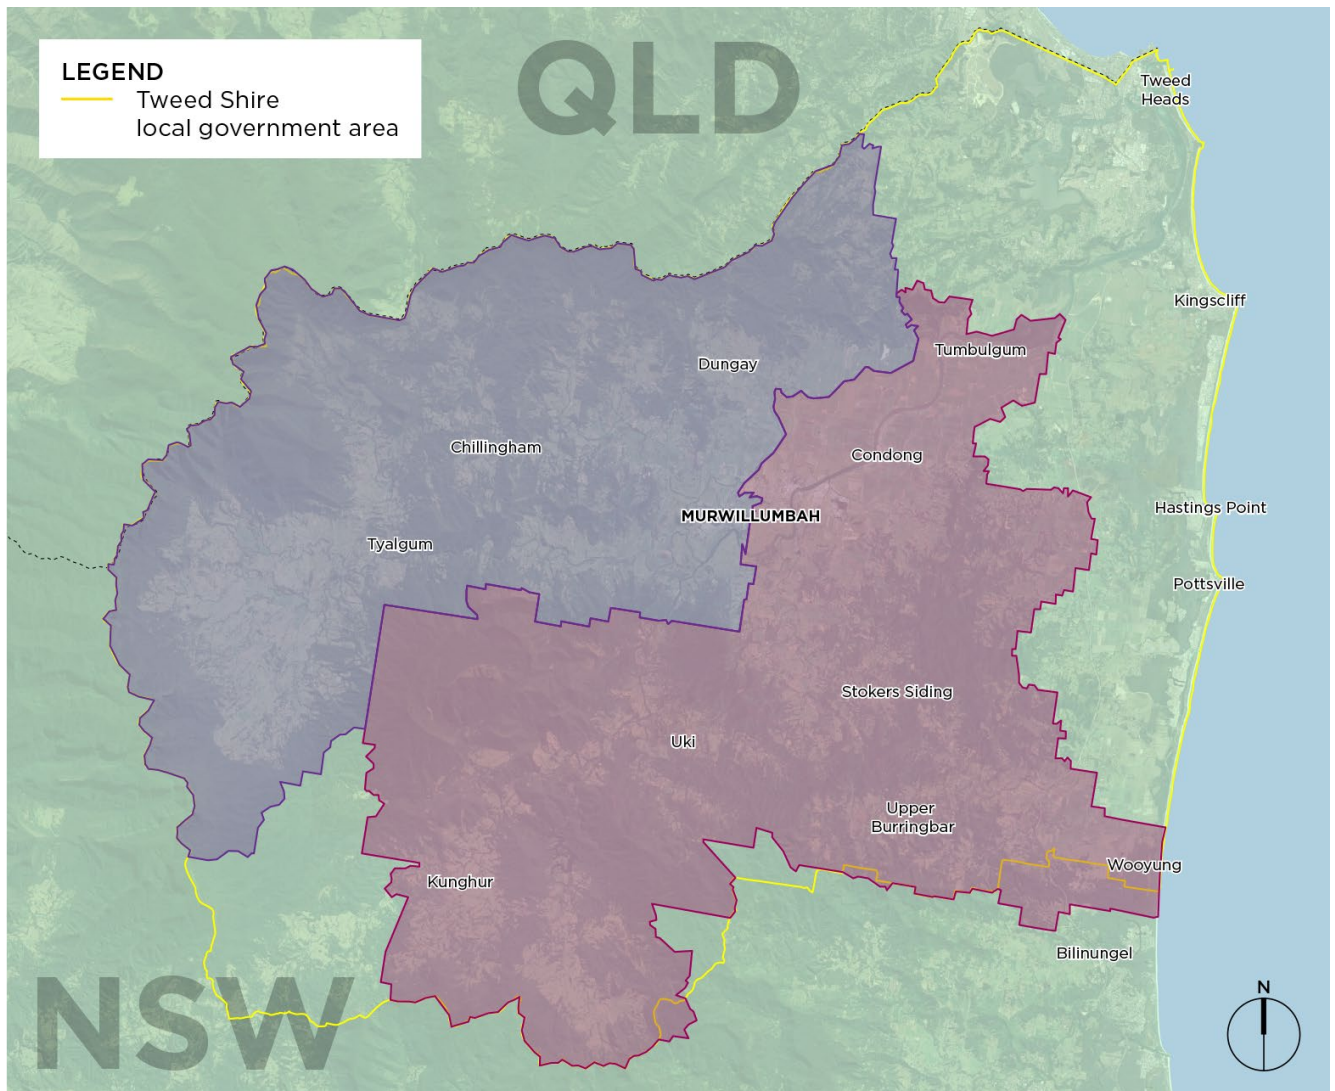 QLD
LEGEND
Tweed Shire
local government area
Tweed
Heads
Kingscliff
Tumbulgum
Dungay
Chillingham
Condong
Hastings Point
MURWILLUMBAH
Tyalgum
Pottsville
Stokers Siding
Uki
Upper
Burringbar
Wooyung
Kunghur
Bilinungel
NSW
N